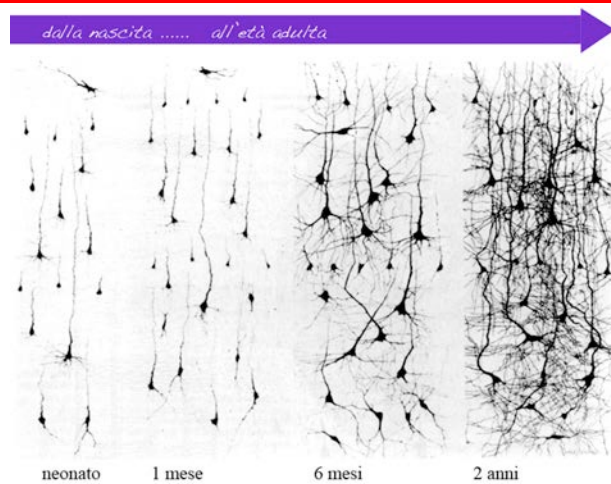 dalla nascita ...... all'età adulta
neonato 1 mese 6 mesi 2 anni